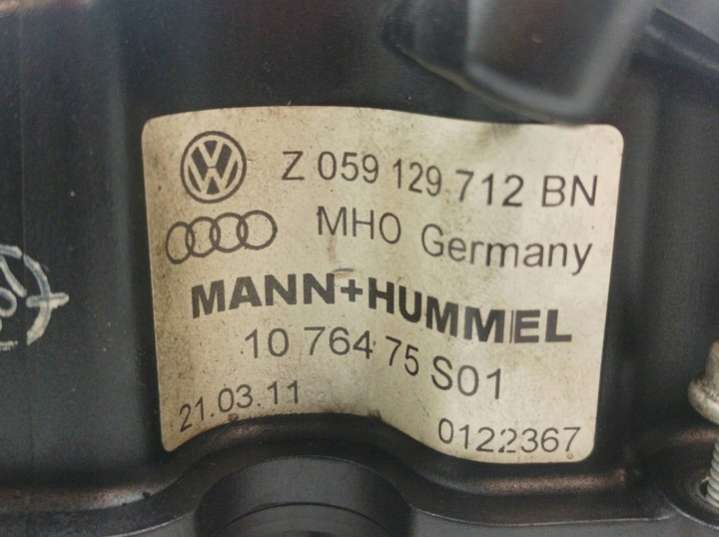 Z 059 129 712 BN
MHO Germany
MANN+HUMMEL
10 764 75 S01
21.03.11
0122367